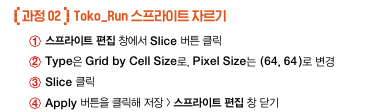 [과정 02] Toko_Run 스프라이트 자르기
① 스프라이트 편집 창에서 Slice 버튼 클릭
② Type은 Grid by Cell Size로, Pixel Size는 (64, 64)로 변경
③ Slice 클릭
④ Apply 버튼을 클릭해 저장 > 스프라이트 편집 창 닫기